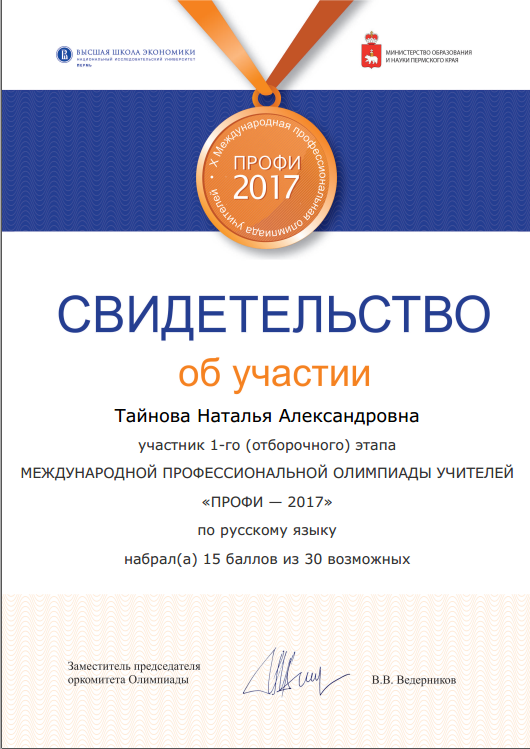 ВЫСШАЯ ШКОЛА ЭКОНОМИКИ
НАЦИОНАЛЬНЫЙ ИССЛЕДОВАТЕЛЬСКИЙ УНИВЕРСИТЕТ
ПЕРМЬ
МИНИСТЕРСТВО ОБРАЗОВАНИЯ
И НАУКИ ПЕРМСКОГО КРАЯ
X Международная профессиональная олимпиада учителей •
ПРОФИ
2017
СВИДЕТЕЛЬСТВО
об участии
Тайнова Наталья Александровна
участник 1-го (отборочного) этапа
МЕЖДУНАРОДНОЙ ПРОФЕССИОНАЛЬНОЙ ОЛИМПИАДЫ УЧИТЕЛЕЙ
«ПРОФИ — 2017»
по русскому языку
набрал(а) 15 баллов из 30 возможных
Заместитель председателя
оркомитета Олимпиады
В.В. Ведерников